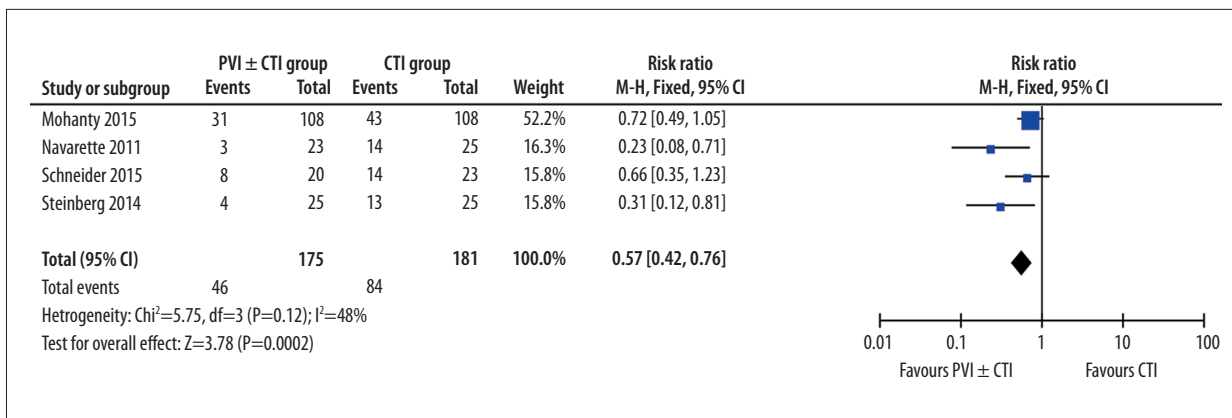 PVI ± CTI group CTI group Risk ratio Risk ratio
Study or subgroup Events Total Events Total Weight M-H, Fixed, 95% CI M-H, Fixed, 95% CI
Mohanty 2015 31 108 43 108 52.2% 0.72 [0.49, 1.05]
Navarette 2011 3 23 14 25 16.3% 0.23 [0.08, 0.71]
Schneider 2015 8 20 14 23 15.8% 0.66 [0.35, 1.23]
Steinberg 2014 4 25 13 25 15.8% 0.31 [0.12, 0.81]
Total (95% CI) 175 181 100.0% 0.57 [0.42, 0.76]
Total events 46 84
Hetrogeneity: Chi²=5.75, df=3 (P=0.12); I²=48%
Test for overall effect: Z=3.78 (P=0.0002)
0.01 0.1 1 10 100
Favours PVI ± CTI Favours CTI